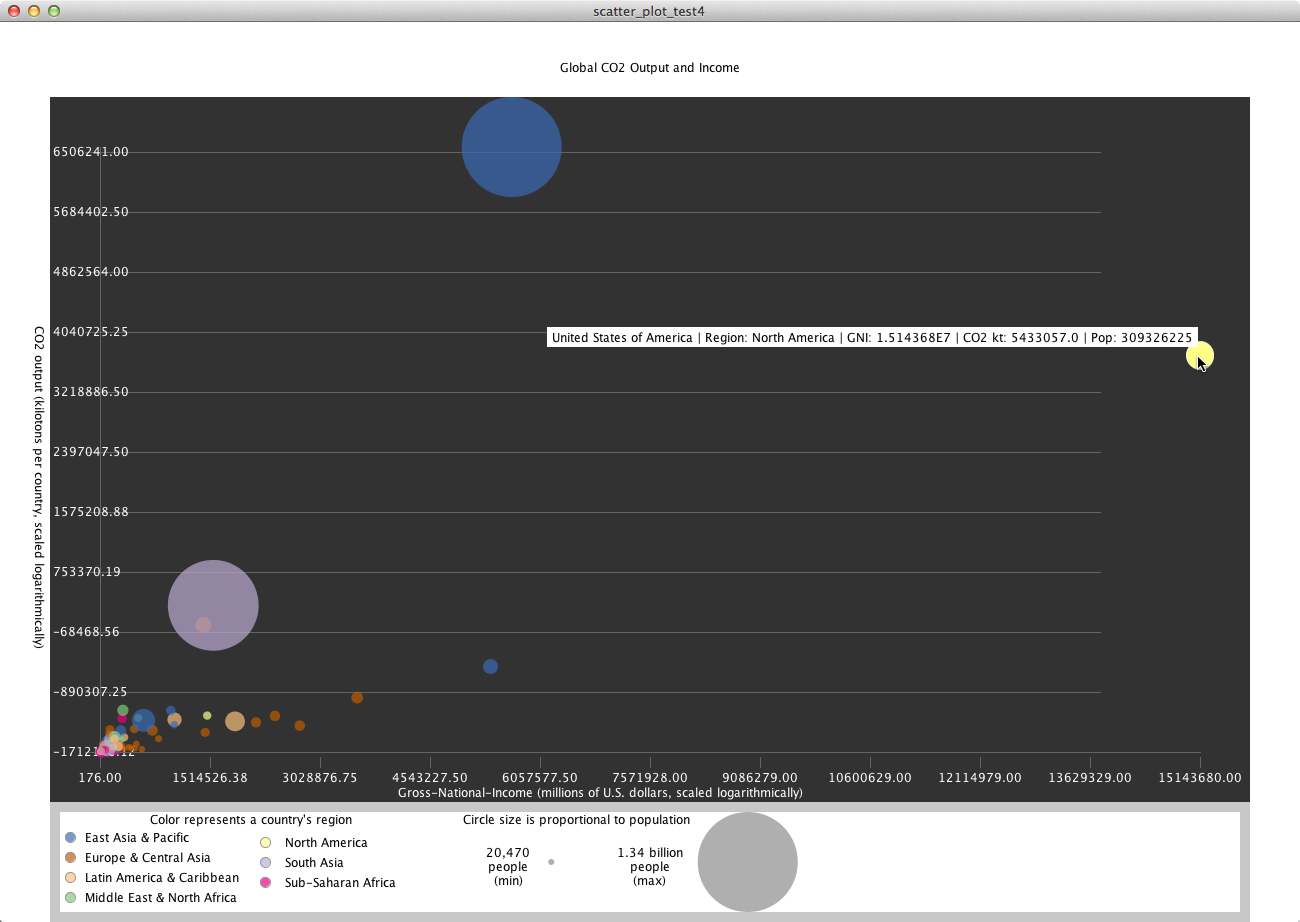 scatter_plot_test4
Global CO2 Output and Income
6506241.00
5684402.50
4862564.00
4040725.25
United States of America | Region: North America | GNI: 1.514368E7 | CO2 kt: 5433057.0 | Pop: 309326225
3218886.50
2397047.50
1575208.88
753370.19
-68468.56
-890307.25
CO2 output (kilotons per country, scaled logarithmically)
176.00 1514526.38 3028876.75 4543227.50 6057577.50 7571928.00 9086279.00 10600629.00 12114979.00 13629329.00 15143680.00
Gross-National-Income (millions of U.S. dollars, scaled logarithmically)
Color represents a country's region
East Asia & Pacific
Europe & Central Asia
Latin America & Caribbean
Middle East & North Africa
North America
South Asia
Sub-Saharan Africa
Circle size is proportional to population
20,470
people
(min)
1.34 billion
people
(max)